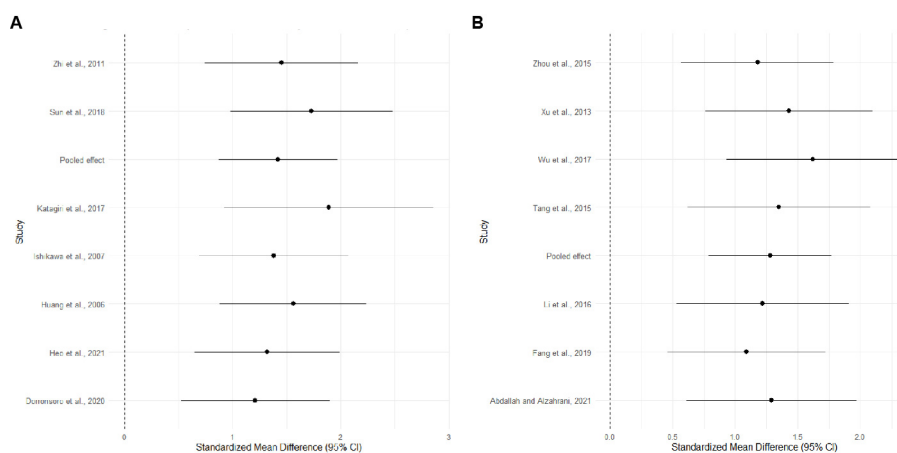 A
Zhi et al., 2011
Sun et al., 2018
Pooled effect
Katagiri et al., 2017
Ishikawa et al., 2007
Huang et al., 2006
Heo et al., 2021
Dorronsoro et al., 2020
Study
0
1
2
3
Standardized Mean Difference (95% CI)
B
Zhou et al., 2015
Xu et al., 2013
Wu et al., 2017
Tang et al., 2015
Pooled effect
Li et al., 2016
Fang et al., 2019
Abdallah and Alzahrani, 2021
Study
0.0
0.5
1.0
1.5
2.0
Standardized Mean Difference (95% CI)